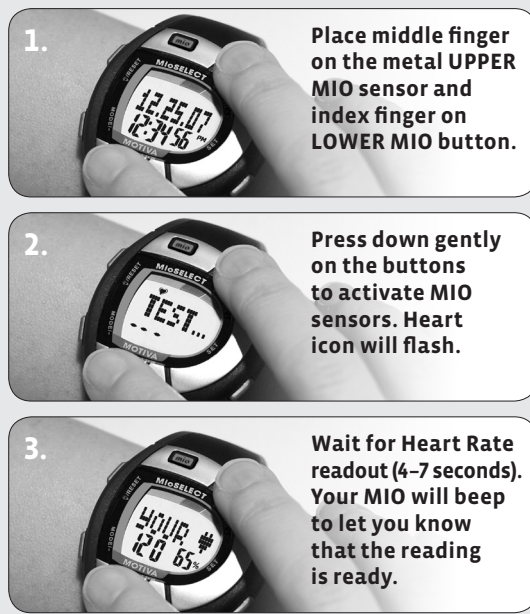 1.
Place middle finger
on the metal UPPER
MIO sensor and
index finger on
LOWER MIO button.
mio
MIOSELECT
/RESET
MODE/
12.25.07
12:34:56 PM
MOTIVA
SET
2.
Press down gently
on the buttons
to activate MIO
sensors. Heart
icon will flash.
mio
MIOSELECT
/RESET
MODE/
TEST...
MOTIVA
SET
3.
Wait for Heart Rate
readout (4–7 seconds).
Your MIO will beep
to let you know
that the reading
is ready.
mio
MIOSELECT
/RESET
MODE/
YOUR
120 65%
MOTIVA